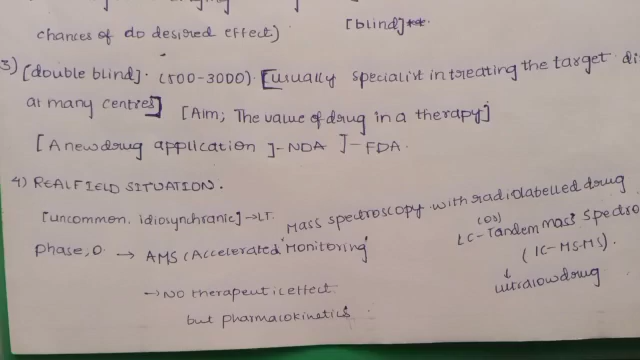 chances of do desired effect) [blind]**.
3) [double blind]. (500-3000). [usually specialist in treating the target di
at many centres] [Aim; The value of drug in a therapy]
[A new drug application ]-NDA ]-FDA.
4) REALFIELD SITUATION.
[uncommon, idiosynchranic]→LT.
Mass spectroscopy with radiolabelled drug
(or)
LC-Tandem mass spectro
(LC-MS-MS).
↓
ultralow drug
phase,0. → AMS (Accelerated Monitoring
→ NO therapeutic effect.
but pharmacokinetics.